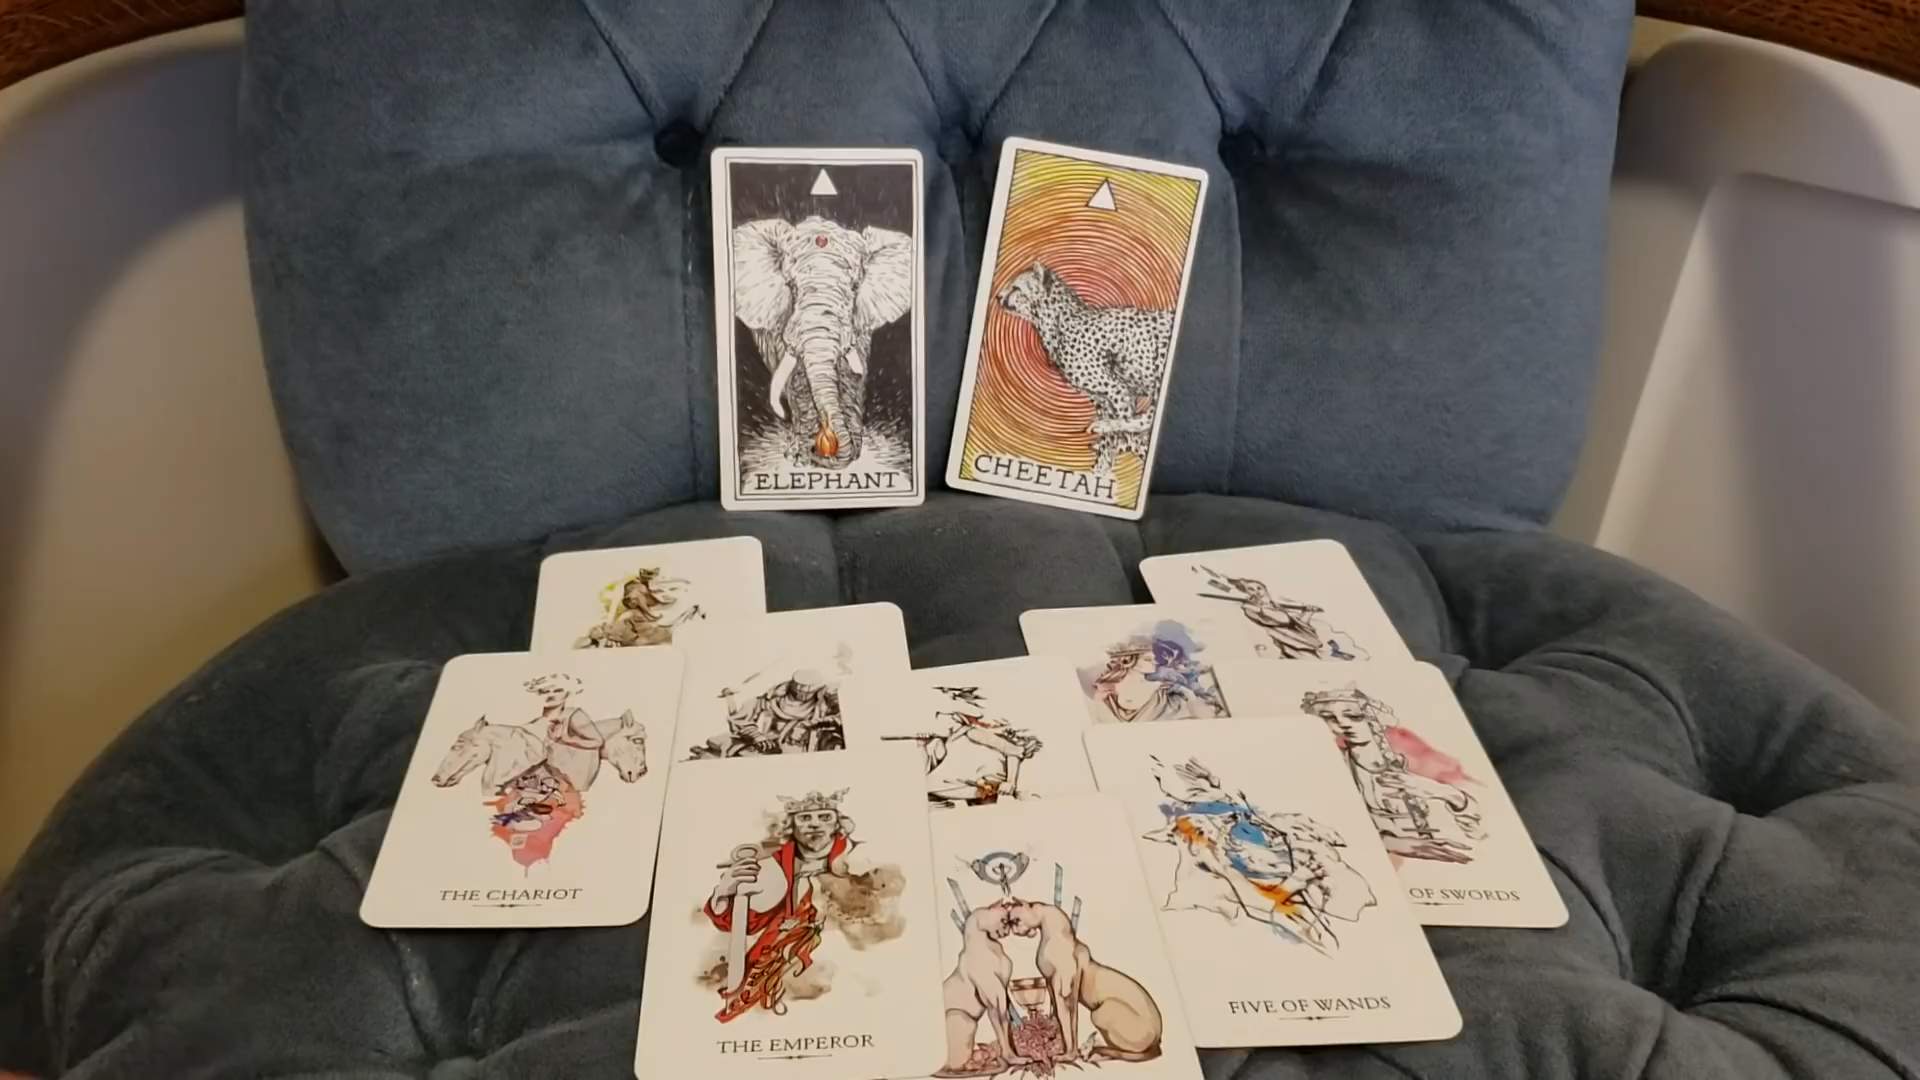 ELEPHANT
CHEETAH
THE CHARIOT
OF SWORDS
FIVE OF WANDS
THE EMPEROR